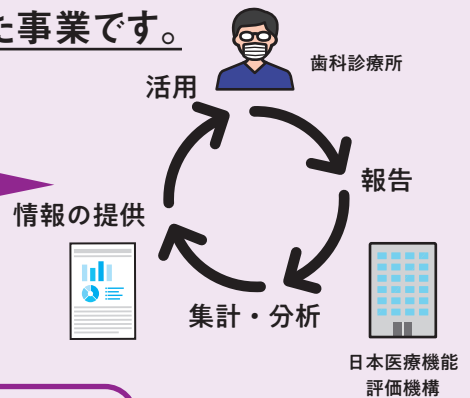 た事業です。
歯科診療所
活用
報告
情報の提供
集計・分析
日本医療機能
評価機構